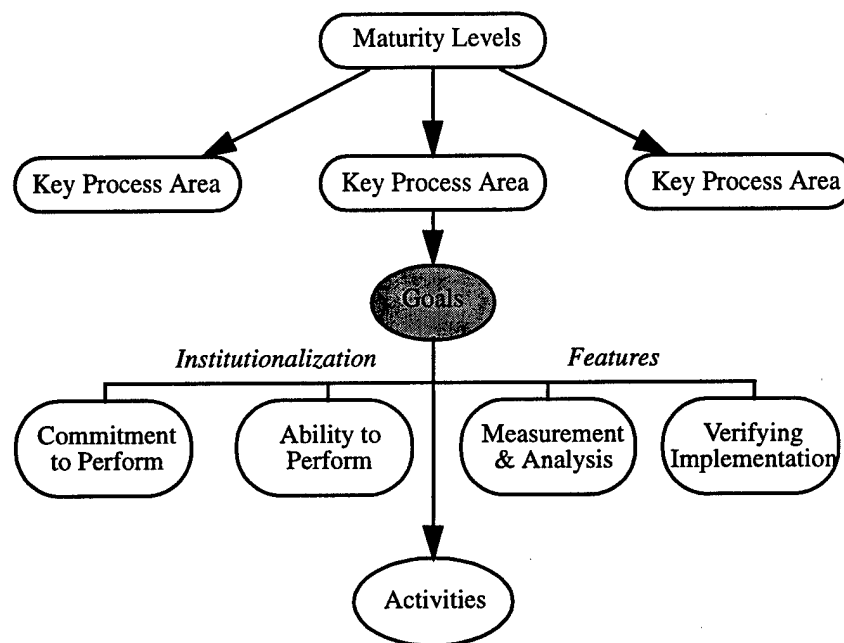 Maturity Levels
Key Process Area
Key Process Area
Key Process Area
Goals
Institutionalization
Features
Commitment
to Perform
Ability to
Perform
Measurement
& Analysis
Verifying
Implementation
Activities